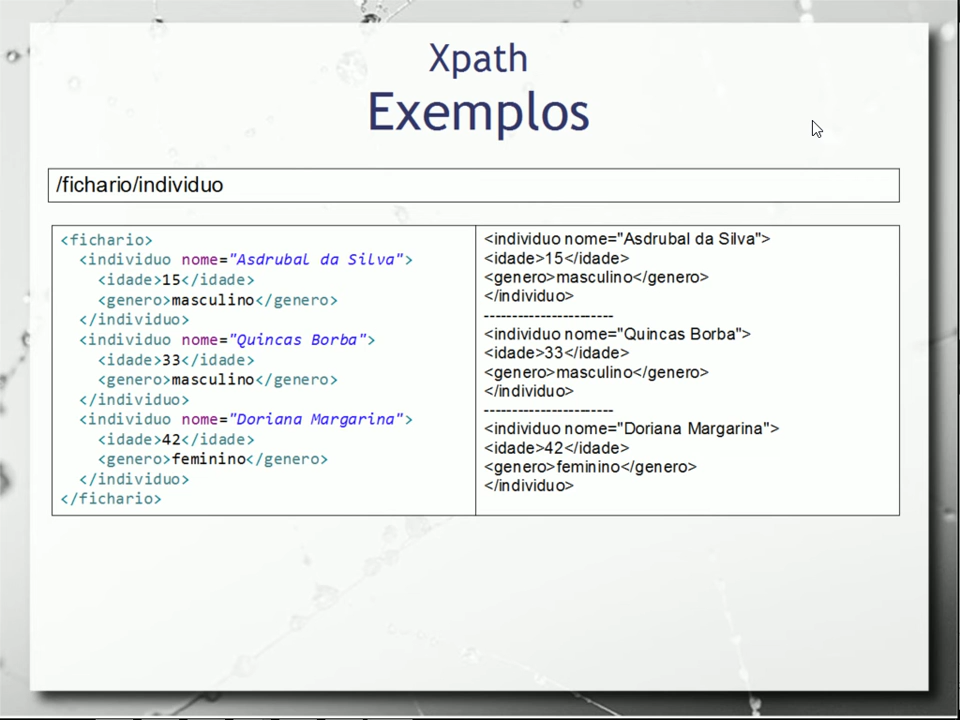 Xpath
Exemplos
/fichario/individuo
<fichario>
<individuo nome="Asdrubal da Silva">
<idade>15</idade>
<genero>masculino</genero>
</individuo>
<individuo nome="Quincas Borba">
<idade>33</idade>
<genero>masculino</genero>
</individuo>
<individuo nome="Doriana Margarina">
<idade>42</idade>
<genero>feminino</genero>
</individuo>
</fichario>
<individuo nome="Asdrubal da Silva">
<idade>15</idade>
<genero>masculino</genero>
</individuo>
-----------------------
<individuo nome="Quincas Borba">
<idade>33</idade>
<genero>masculino</genero>
</individuo>
-----------------------
<individuo nome="Doriana Margarina">
<idade>42</idade>
<genero>feminino</genero>
</individuo>